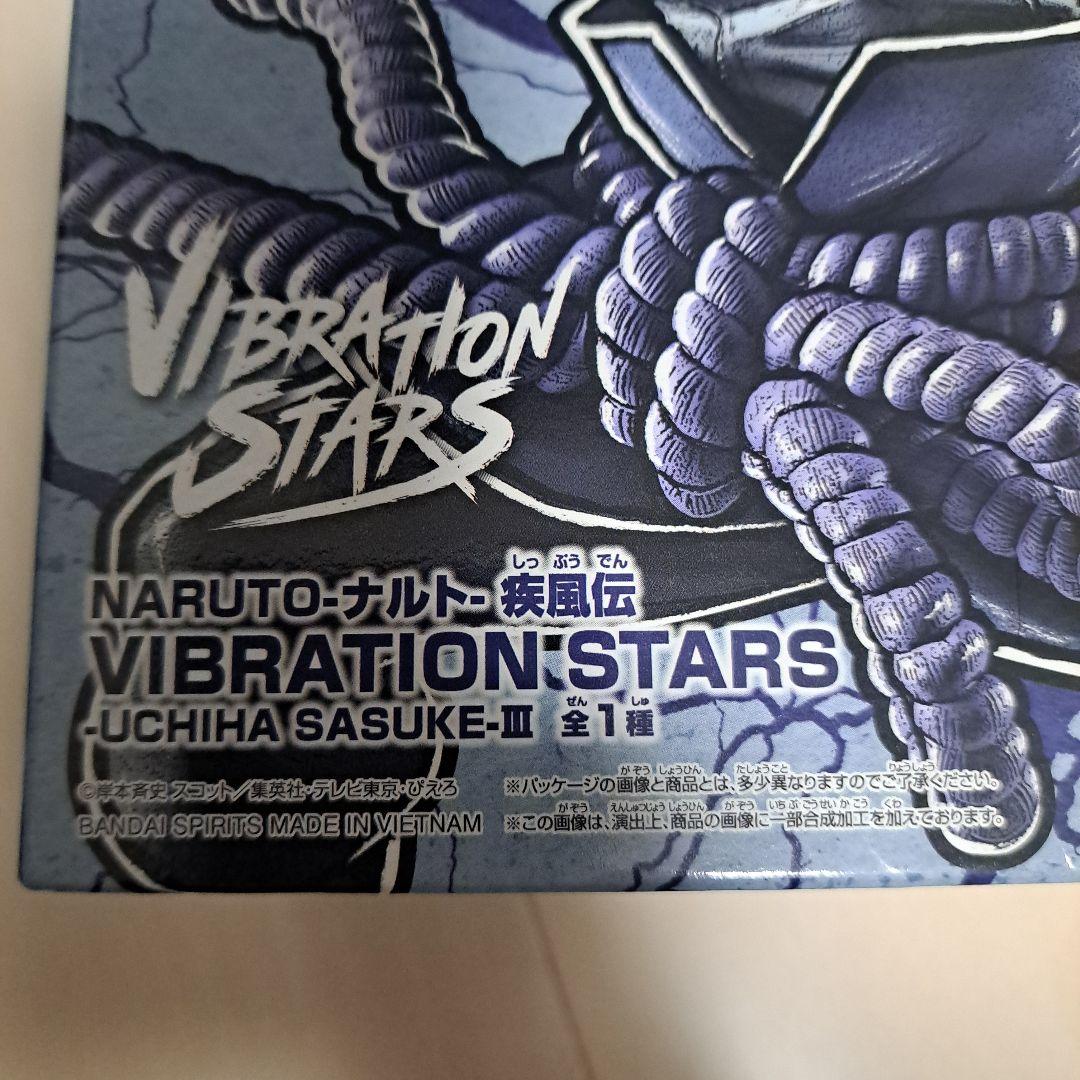 VIBRATION
STARS
しっ ぷう でん
NARUTO-ナルト- 疾風伝
VIBRATION STARS
ぜん しゅ
-UCHIHA SASUKE-Ⅲ 全1種
©岸本斉史 スコット/集英社・テレビ東京・ぴえろ
BANDAI SPIRITS MADE IN VIETNAM
がぞう しょうひん たしょうこと りょうしょう
※パッケージの画像と商品とは、多少異なりますのでご了承ください。
がぞう えんしゅつじょう しょうひん がぞう いちぶ ごうせい かこう くわ
※この画像は、演出上、商品の画像に一部合成加工を加えております。